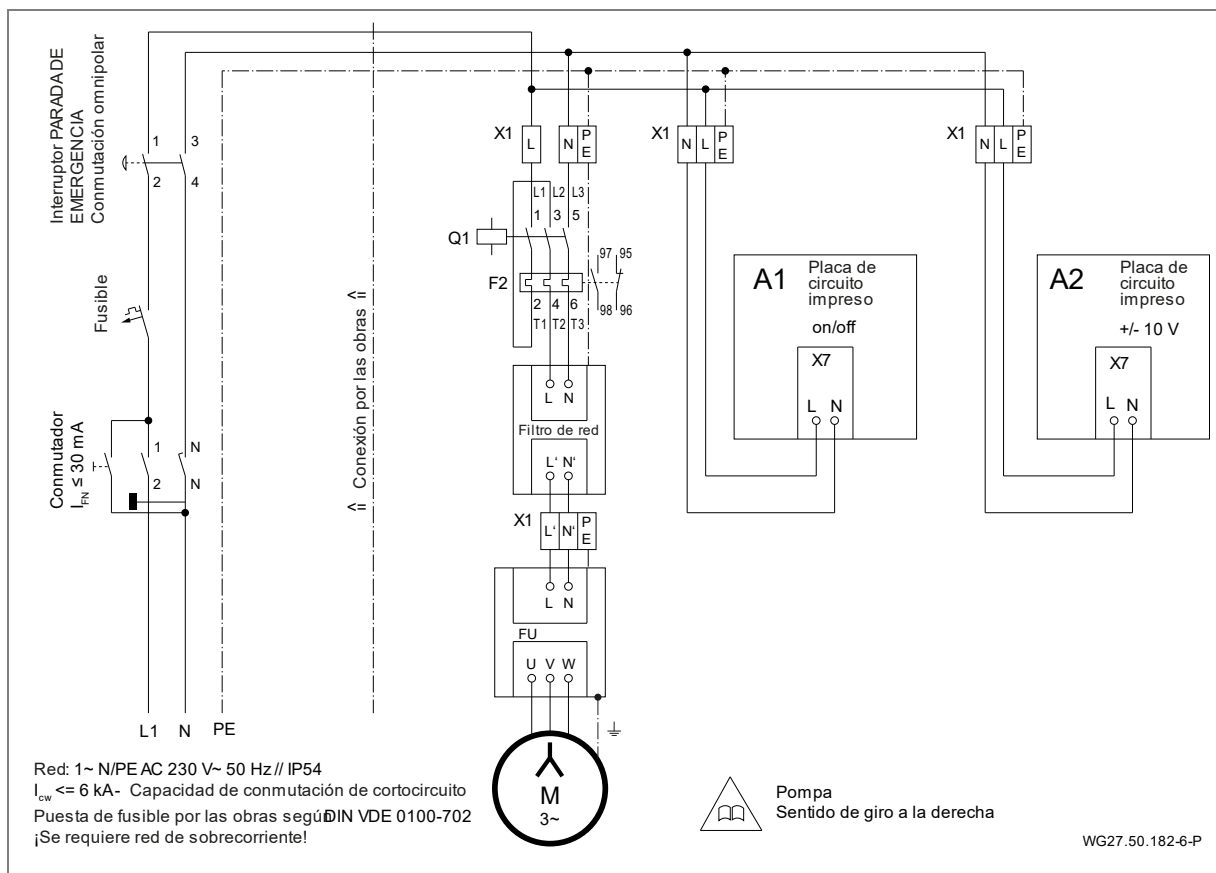 Interruptor PARADA DE
EMERGENCIA
Conmutación omnipolar
1
3
2
4
Fusible
Conmutador
I_FN ≤ 30 mA
1
N
2
N
L1
N
PE
<= Conexión por las obras <=
X1
L
N
PE
L1
L2
L3
1
3
5
Q1
97
95
F2
2
4
6
98
96
T1
T2
T3
L
N
Filtro de red
L'
N'
X1
L'
N'
PE
L
N
FU
U
V
W
M
3~
X1
N
L
PE
A1
Placa de
circuito
impreso
on/off
X7
L
N
X1
N
L
PE
A2
Placa de
circuito
impreso
+/- 10 V
X7
L
N
Red: 1~ N/PE AC 230 V~ 50 Hz // IP54
I_cw <= 6 kA- Capacidad de conmutación de cortocircuito
Puesta de fusible por las obras según DIN VDE 0100-702
¡Se requiere red de sobrecorriente!
Pompa
Sentido de giro a la derecha
WG27.50.182-6-P